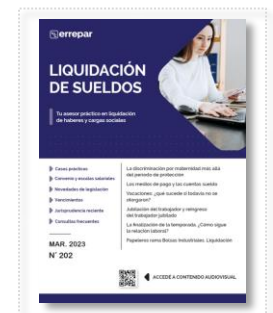 errepar
LIQUIDACIÓN
DE SUELDOS
Tu asesor práctico en liquidación
de haberes y cargas sociales
Casos prácticos
Convenio y escalas salariales
Novedades de legislación
Vencimientos
Jurisprudencia reciente
Consultas frecuentes
MAR. 2023
N° 202
La discriminación por maternidad más allá
del período de protección
Los medios de pago y las cuentas sueldo
Vacaciones: ¿qué sucede si todavía no se
otorgaron?
Jubilación del trabajador y reingreso
del trabajador jubilado
La finalización de la temporada. ¿Cómo sigue
la relación laboral?
Papeleros rama Bolsas Industriales. Liquidación
ACCEDÉ A CONTENIDO AUDIOVISUAL